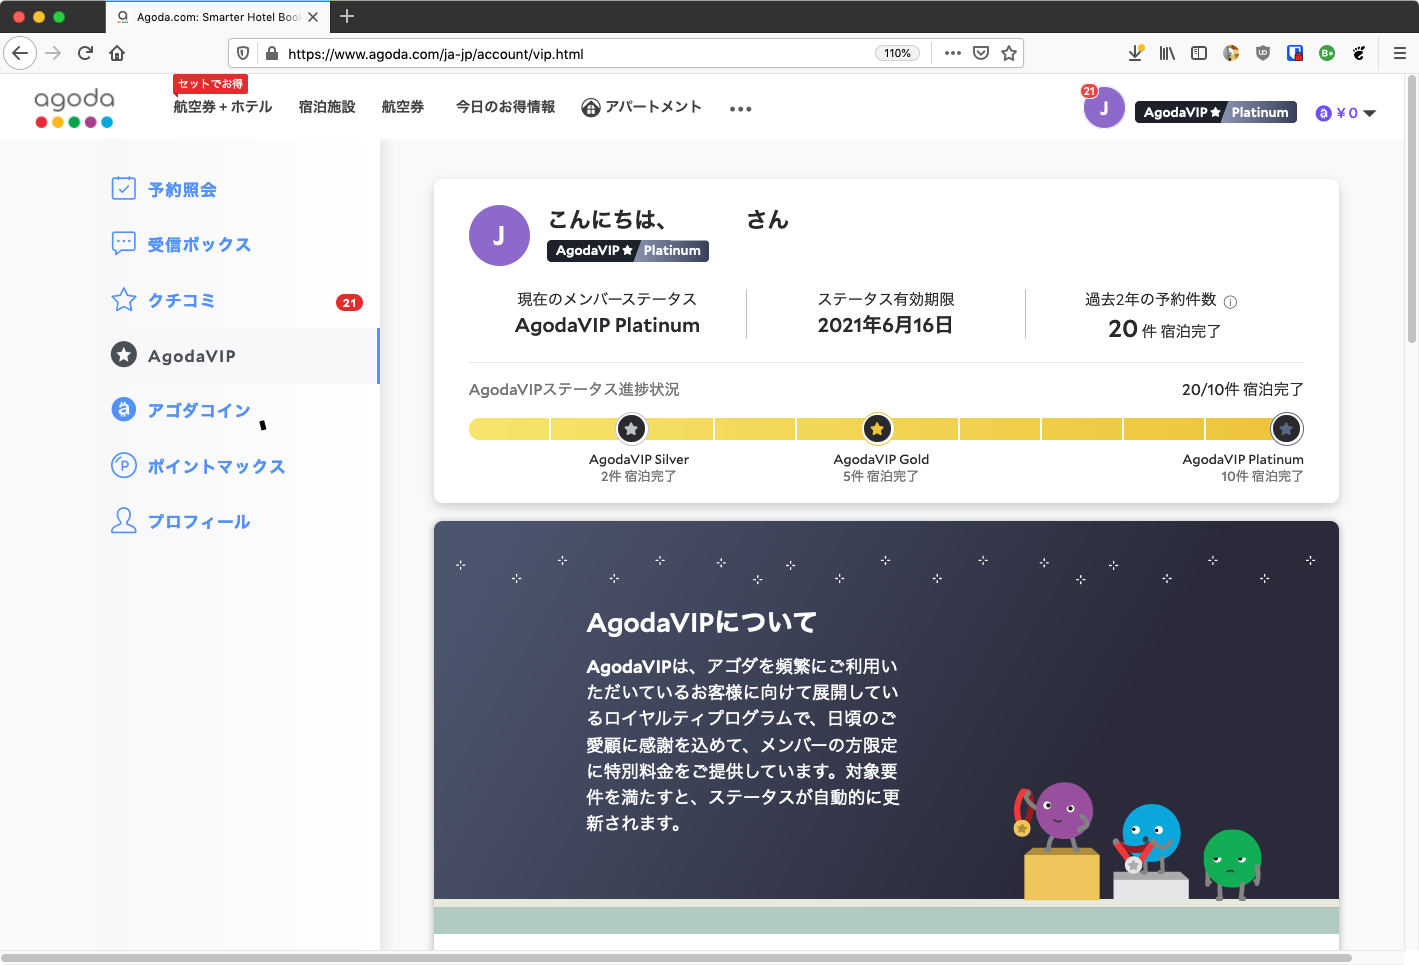 Agoda.com: Smarter Hotel Boo
https://www.agoda.com/ja-jp/account/vip.html
110%
agoda
セットでお得
航空券 + ホテル
宿泊施設
航空券
今日のお得情報
アパートメント
21
J
AgodaVIP Platinum
¥ 0
予約照会
受信ボックス
クチコミ
21
AgodaVIP
アゴダコイン
ポイントマックス
プロフィール
J
こんにちは、 さん
AgodaVIP Platinum
現在のメンバーステータス
AgodaVIP Platinum
ステータス有効期限
2021年6月16日
過去2年の予約件数
20 件 宿泊完了
AgodaVIPステータス進捗状況
20/10件 宿泊完了
AgodaVIP Silver
2件 宿泊完了
AgodaVIP Gold
5件 宿泊完了
AgodaVIP Platinum
10件 宿泊完了
AgodaVIPについて
AgodaVIPは、アゴダを頻繁にご利用い
ただいているお客様に向けて展開してい
るロイヤルティプログラムで、日頃のご
愛顧に感謝を込めて、メンバーの方限定
に特別料金をご提供しています。対象要
件を満たすと、ステータスが自動的に更
新されます。